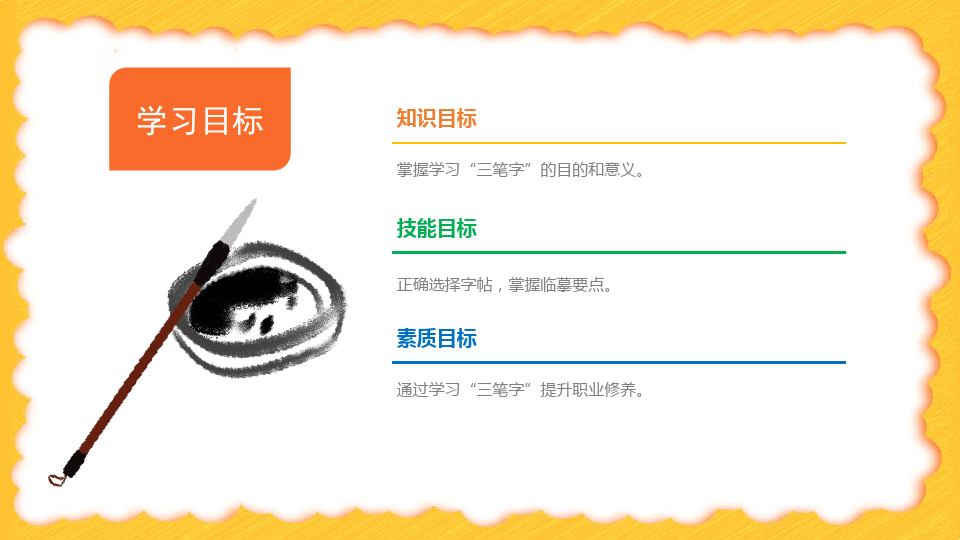 学习目标
知识目标
掌握学习“三笔字”的目的和意义。
技能目标
正确选择字帖，掌握临摹要点。
素质目标
通过学习“三笔字”提升职业修养。